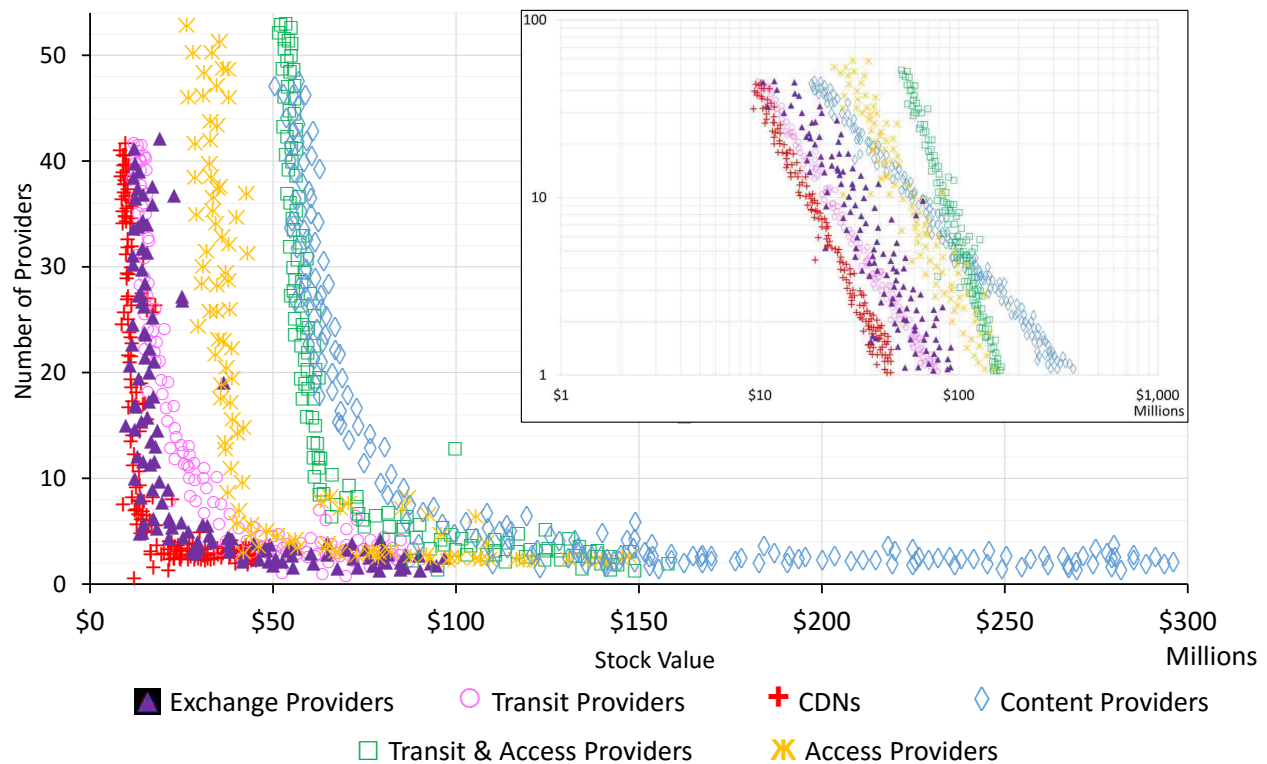 Number of Providers
50
40
30
20
10
0
$0
$50
$100
$150
$200
$250
$300
Stock Value
Millions
100
10
1
$1
$10
$100
$1,000
Millions
Exchange Providers
Transit Providers
CDNs
Content Providers
Transit & Access Providers
Access Providers